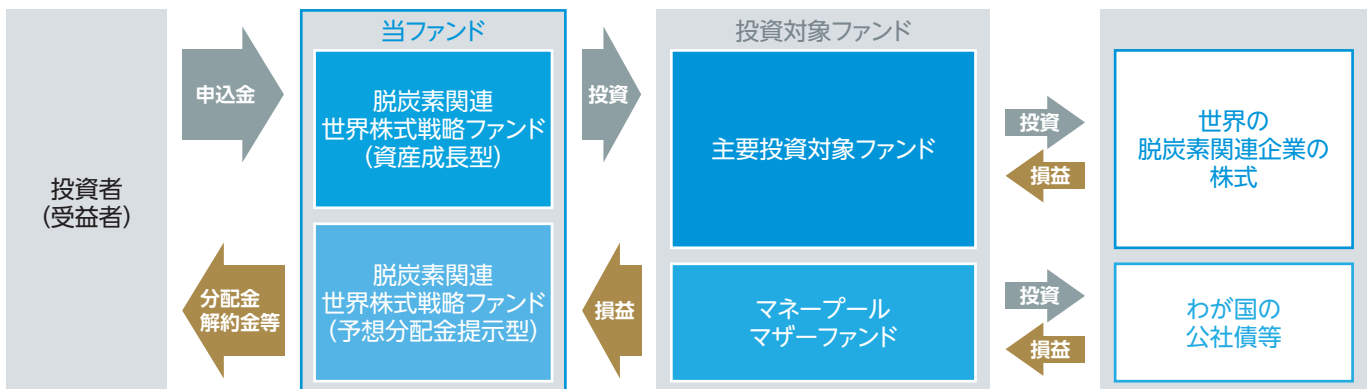 投資者
(受益者)
申込金
分配金
解約金等
当ファンド
脱炭素関連
世界株式戦略ファンド
(資産成長型)
脱炭素関連
世界株式戦略ファンド
(予想分配金提示型)
投資
損益
投資対象ファンド
主要投資対象ファンド
マネープール
マザーファンド
投資
損益
投資
損益
世界の
脱炭素関連企業の
株式
わが国の
公社債等